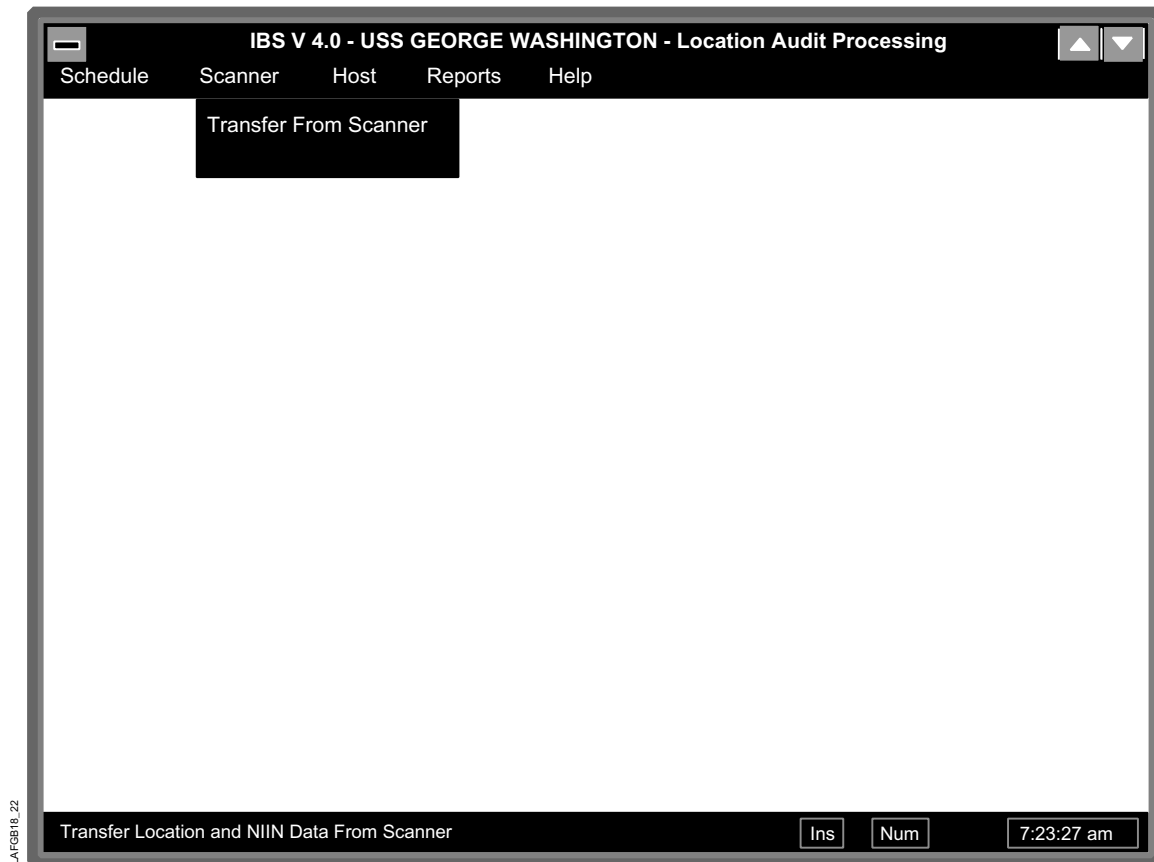 IBS V 4.0 - USS GEORGE WASHINGTON - Location Audit Processing
Schedule Scanner Host Reports Help
Transfer From Scanner
Transfer Location and NIIN Data From Scanner Ins Num 7:23:27 am
AFGB18_22